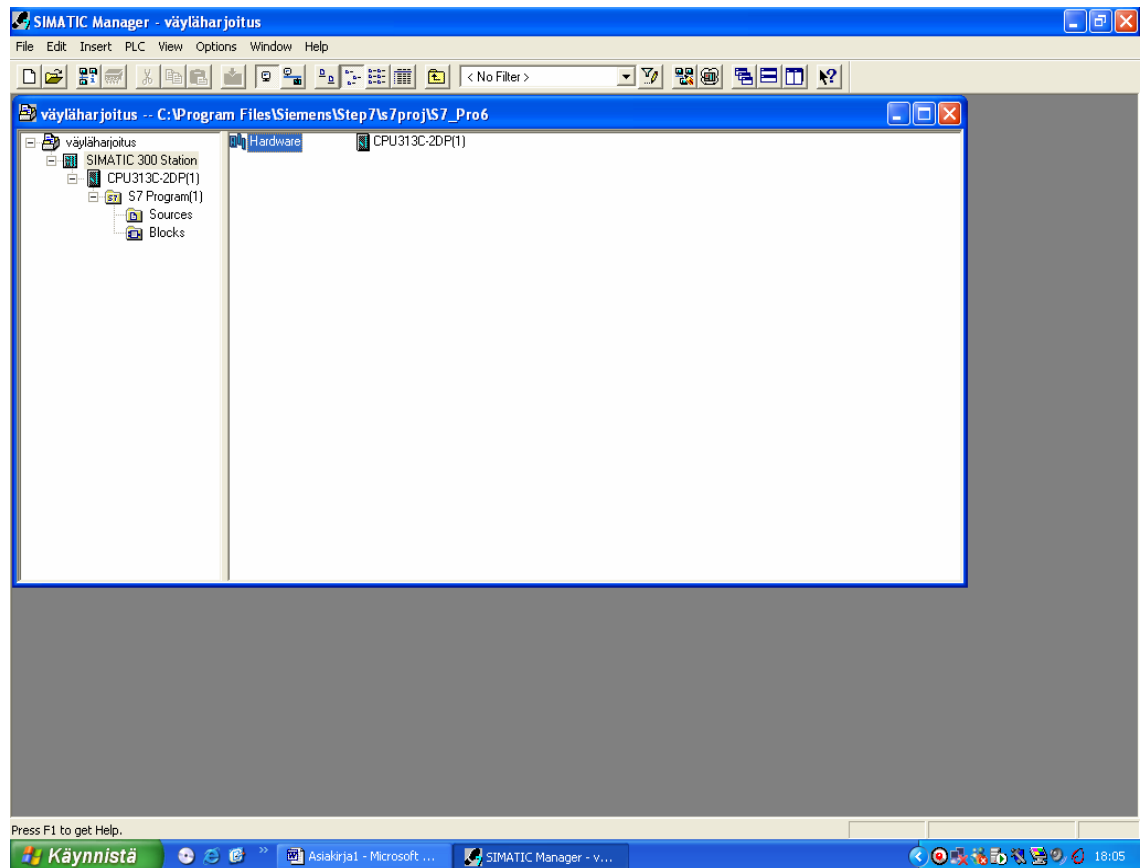 SIMATIC Manager - väyläharjoitus
File Edit Insert PLC View Options Window Help
< No Filter >
väyläharjoitus -- C:\Program Files\Siemens\Step7\s7proj\S7_Pro6
väyläharjoitus
SIMATIC 300 Station
CPU313C-2DP(1)
S7 Program(1)
Sources
Blocks
Hardware CPU313C-2DP(1)
Press F1 to get Help.
Käynnistä » Asiakirja1 - Microsoft ... SIMATIC Manager - v... 18:05